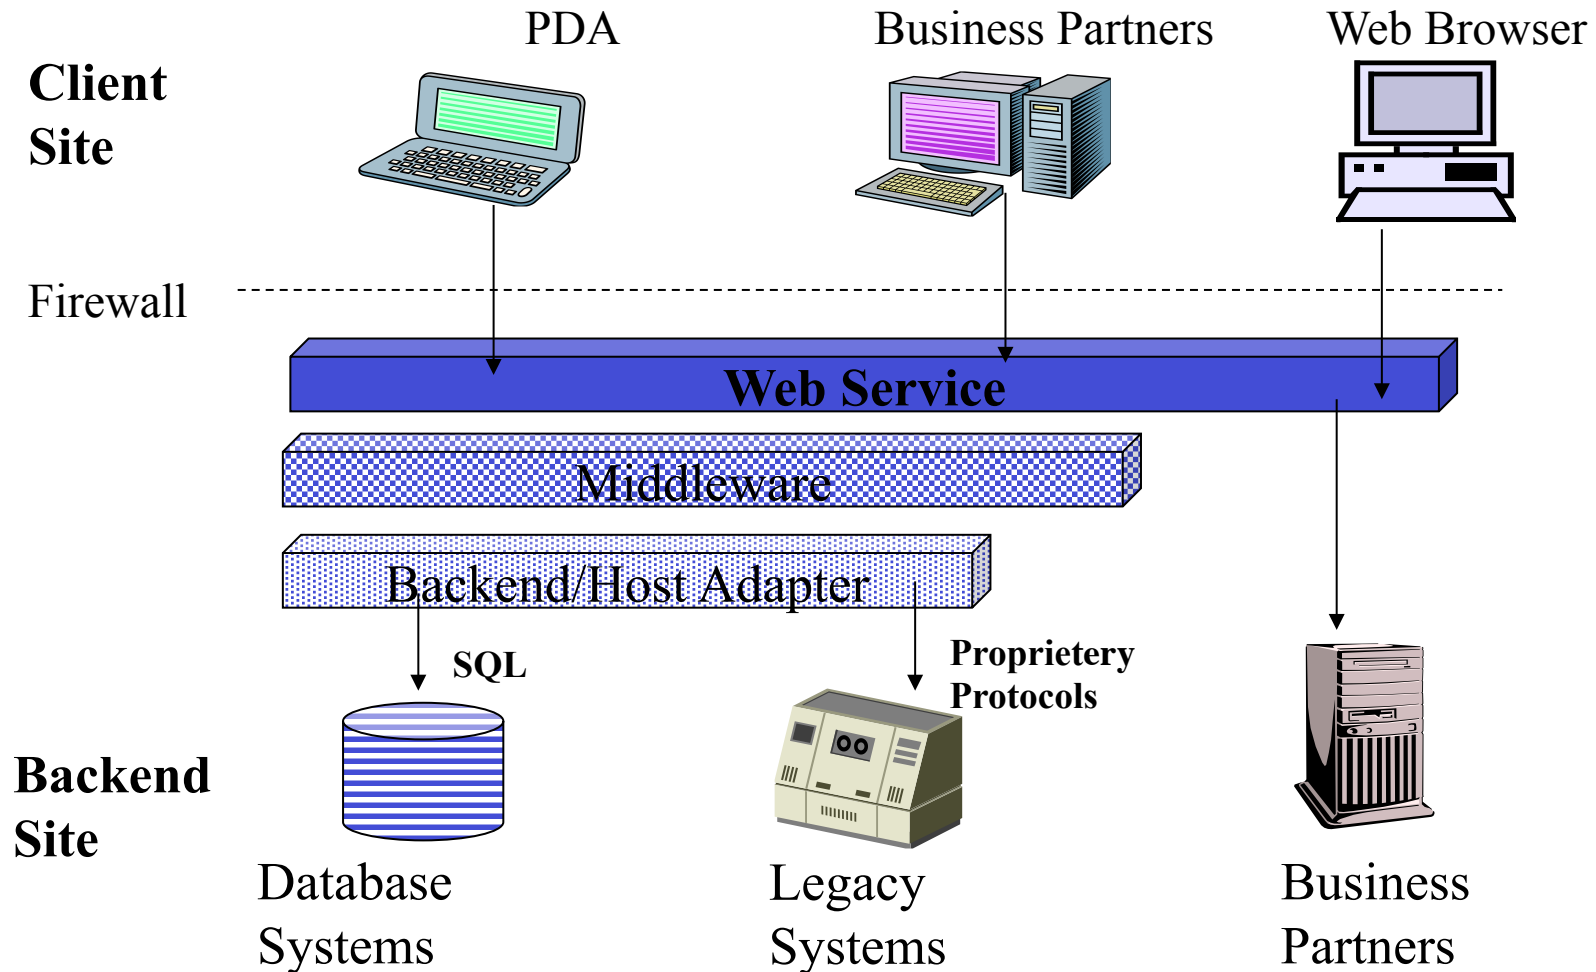 PDA
Business Partners
Web Browser
Client
Site
Firewall
Web Service
Middleware
Backend/Host Adapter
SQL
Proprietery
Protocols
Backend
Site
Database
Systems
Legacy
Systems
Business
Partners